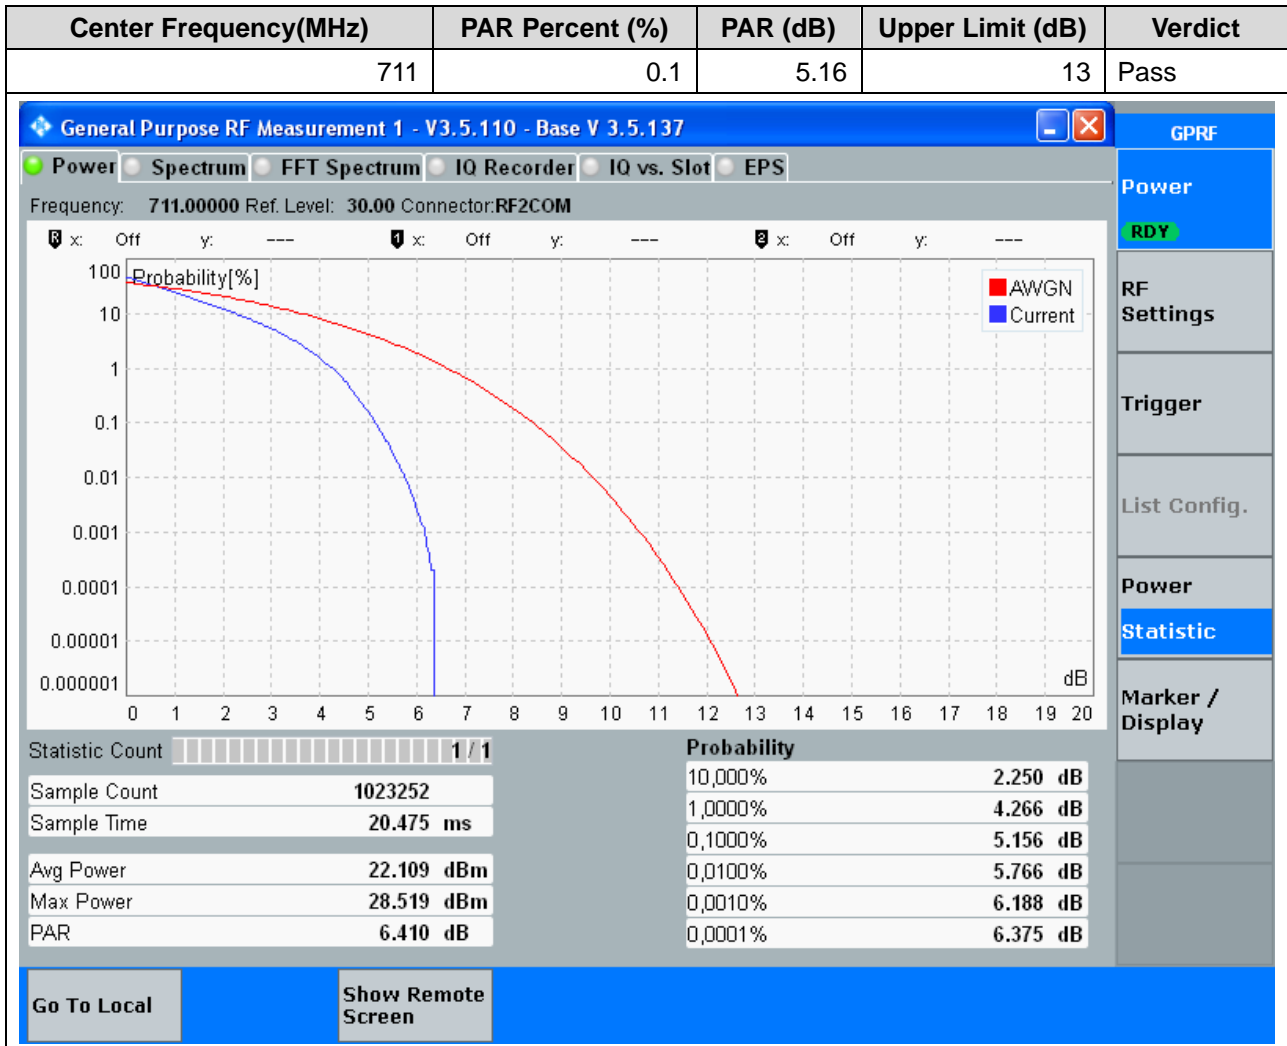 Center Frequency(MHz) PAR Percent (%) PAR (dB) Upper Limit (dB) Verdict
711 0.1 5.16 13 Pass
General Purpose RF Measurement 1 - V3.5.110 - Base V 3.5.137
GPRF
Power Spectrum FFT Spectrum IQ Recorder IQ vs. Slot EPS
Frequency: 711.00000 Ref. Level: 30.00 Connector:RF2COM
R x: Off y: --- 1 x: Off y: --- 2 x: Off y: ---
Probability[%]
AWGN
Current
100
10
1
0.1
0.01
0.001
0.0001
0.00001
0.000001
dB
0 1 2 3 4 5 6 7 8 9 10 11 12 13 14 15 16 17 18 19 20
Statistic Count 1 / 1
Sample Count 1023252
Sample Time 20.475 ms
Avg Power 22.109 dBm
Max Power 28.519 dBm
PAR 6.410 dB
Probability
10,000% 2.250 dB
1,0000% 4.266 dB
0,1000% 5.156 dB
0,0100% 5.766 dB
0,0010% 6.188 dB
0,0001% 6.375 dB
Power
RDY
RF
Settings
Trigger
List Config.
Power
Statistic
Marker /
Display
Go To Local
Show Remote
Screen